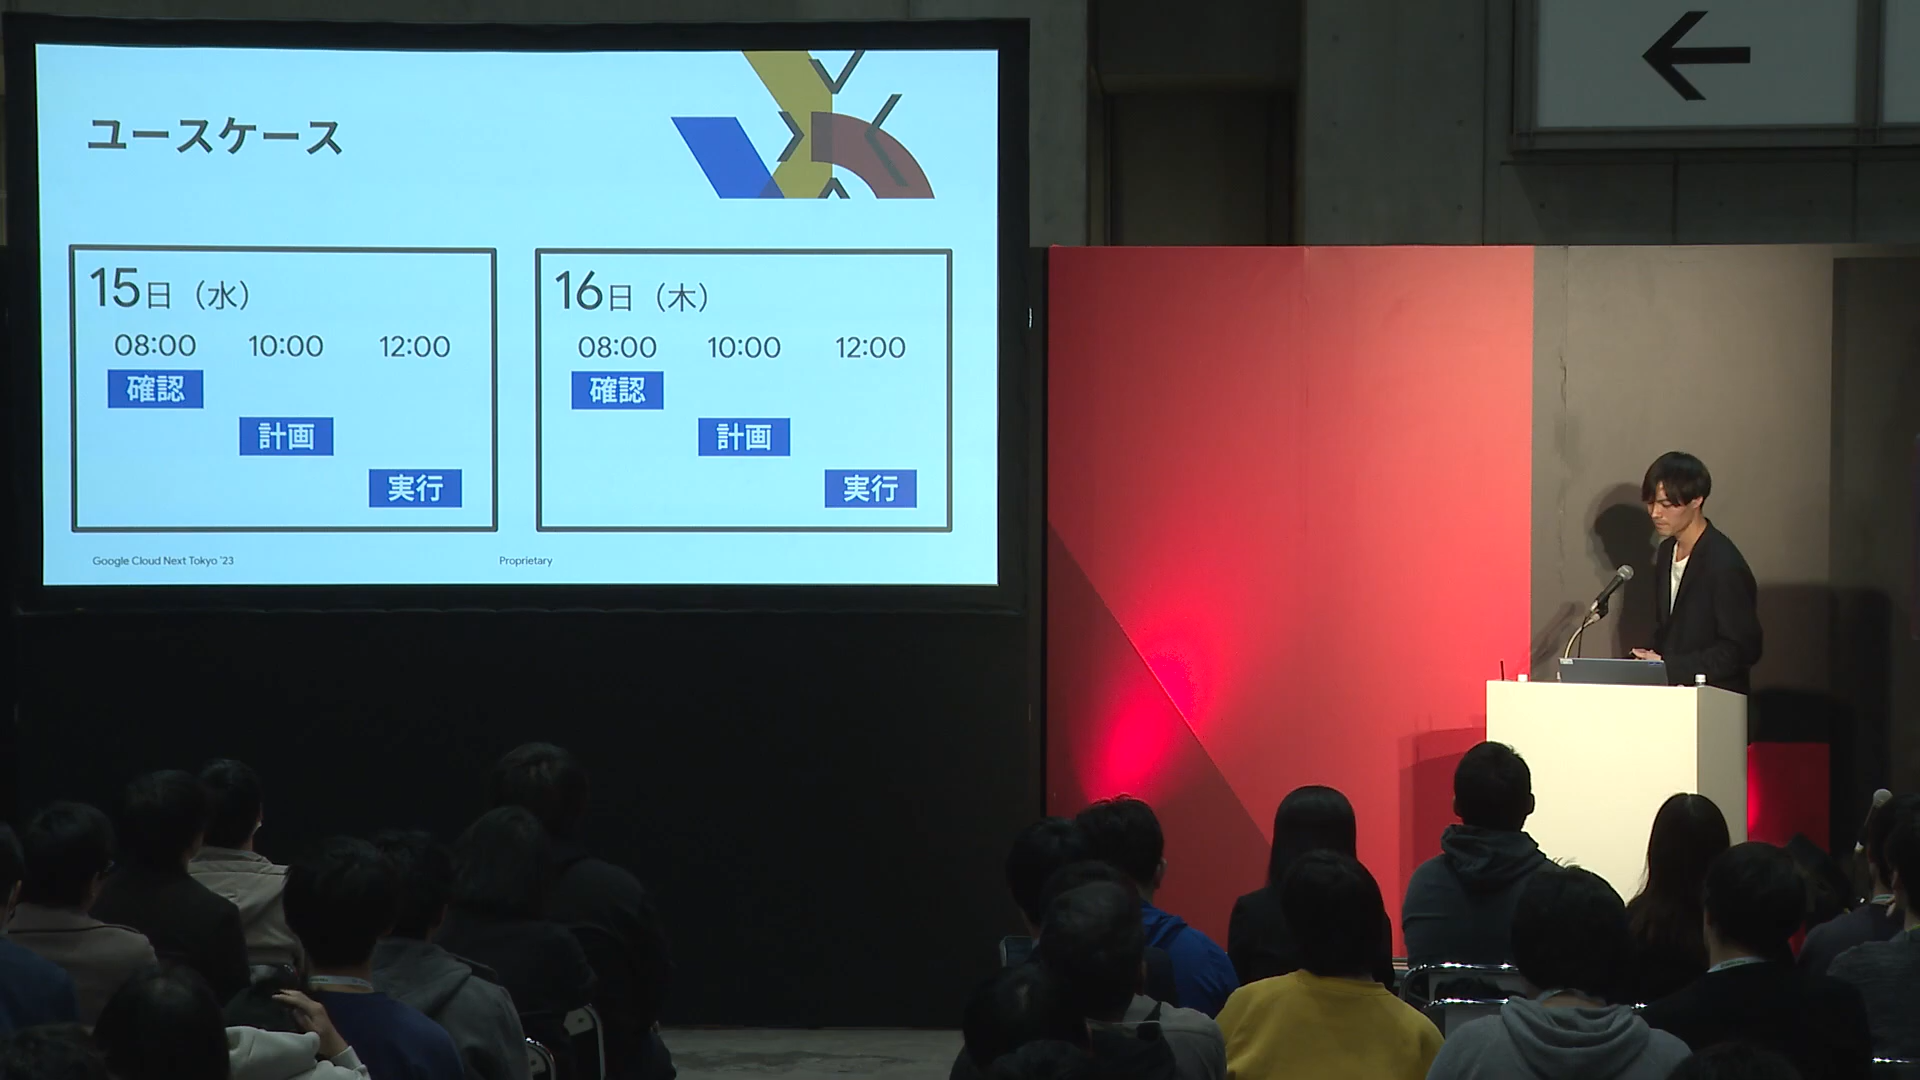 ユースケース
15日（水）
08:00 10:00 12:00
確認
計画
実行
16日（木）
08:00 10:00 12:00
確認
計画
実行
Google Cloud Next Tokyo '23
Proprietary